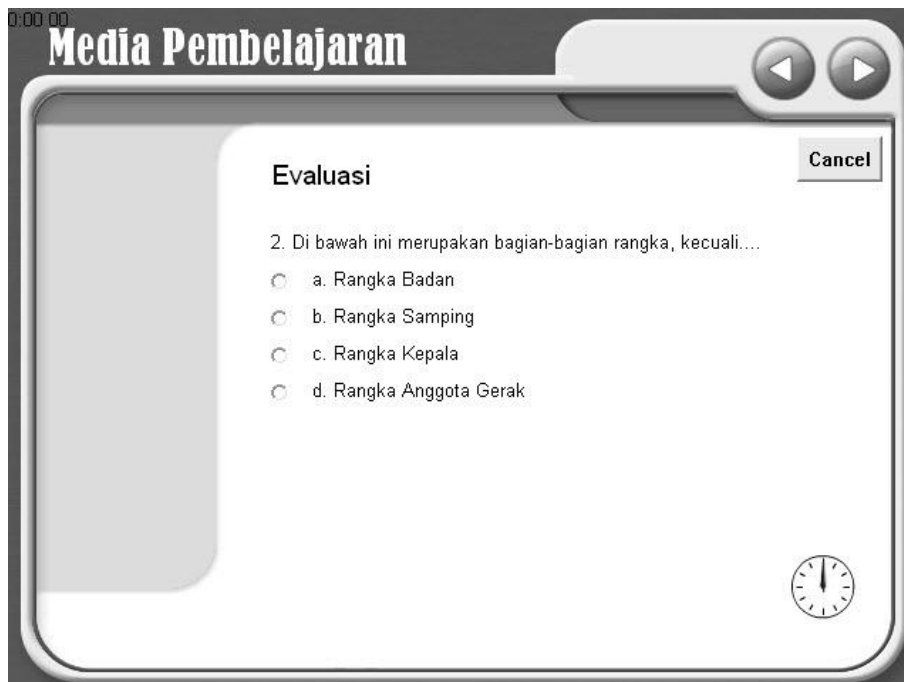 0:00 00
Media Pembelajaran
Cancel
Evaluasi
2. Di bawah ini merupakan bagian-bagian rangka, kecuali....
a. Rangka Badan
b. Rangka Samping
c. Rangka Kepala
d. Rangka Anggota Gerak